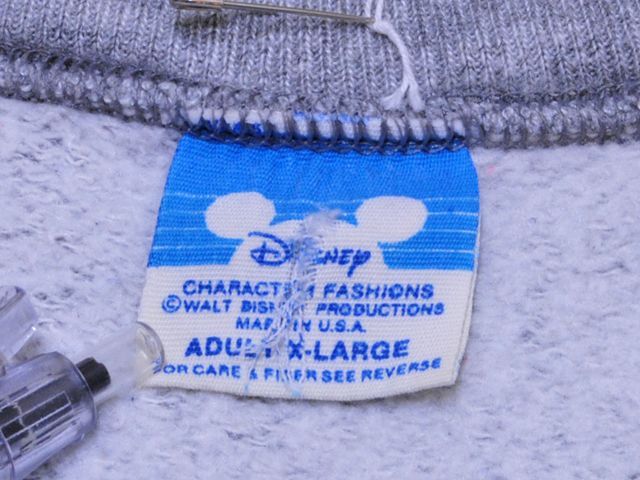 Disney
CHARACTER FASHIONS
©WALT DISNEY PRODUCTIONS
MADE IN U.S.A.
ADULT X-LARGE
FOR CARE & FIBER SEE REVERSE